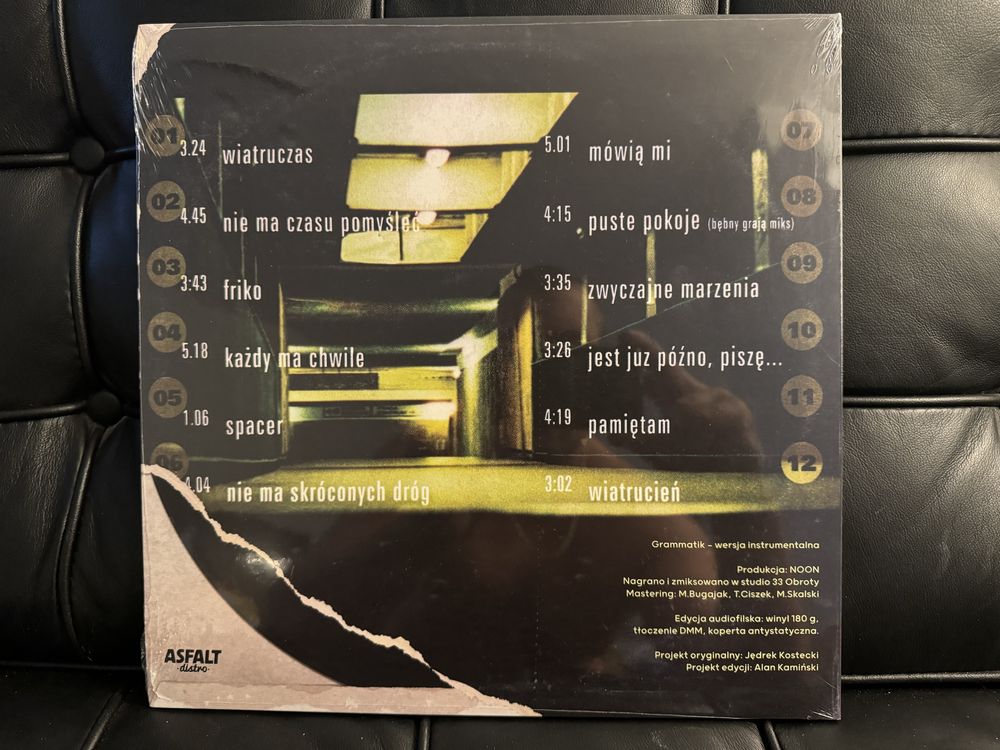 01 3.24 wiatruczas
02 4.45 nie ma czasu pomyśleć
03 3:43 friko
04 5.18 każdy ma chwile
05 1.06 spacer
06 4.04 nie ma skróconych dróg
5.01 mówią mi 07
4:15 puste pokoje (bębny grają miks) 08
3:35 zwyczajne marzenia 09
3:26 jest juz późno, piszę... 10
4:19 pamiętam 11
3:02 wiatrucień 12
Grammatik - wersja instrumentalna
Produkcja: NOON
Nagrano i zmiksowano w studio 33 Obroty
Mastering: M.Bugajak, T.Ciszek, M.Skalski
Edycja audiofilska: winyl 180 g,
tłoczenie DMM, koperta antystatyczna.
Projekt oryginalny: Jędrek Kostecki
Projekt edycji: Alan Kamiński
ASFALT
·distro·